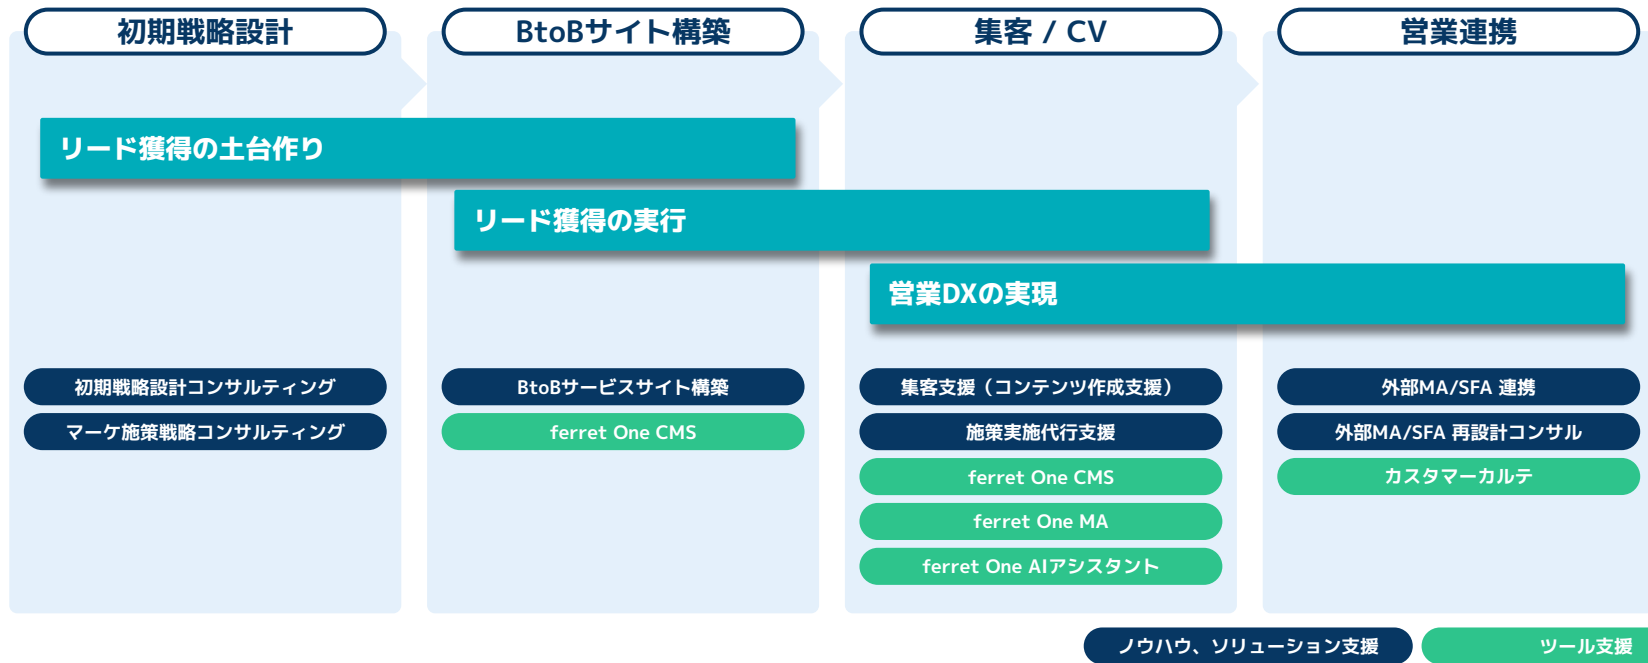 初期戦略設計
BtoBサイト構築
集客 / CV
営業連携
リード獲得の土台作り
リード獲得の実行
営業DXの実現
初期戦略設計コンサルティング
マーケ施策戦略コンサルティング
BtoBサービスサイト構築
ferret One CMS
集客支援（コンテンツ作成支援）
施策実施代行支援
ferret One CMS
ferret One MA
ferret One AIアシスタント
外部MA/SFA 連携
外部MA/SFA 再設計コンサル
カスタマーカルテ
ノウハウ、ソリューション支援
ツール支援